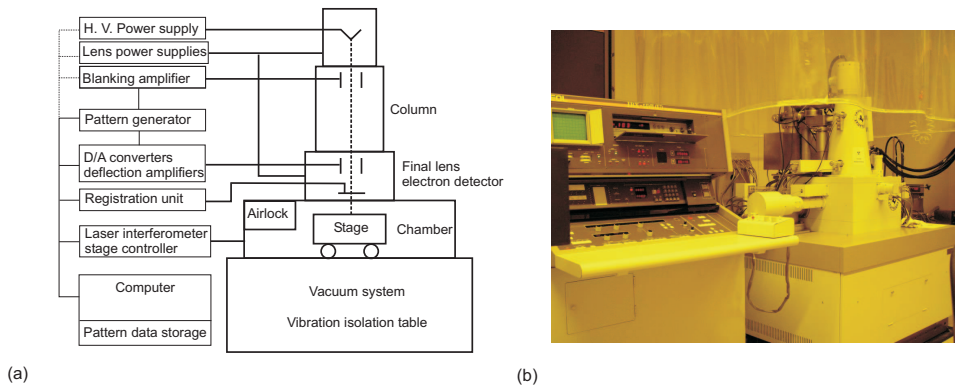 H. V. Power supply
Lens power supplies
Blanking amplifier
Pattern generator
D/A converters
deflection amplifiers
Registration unit
Laser interferometer
stage controller
Computer
Pattern data storage
Column
Final lens
electron detector
Airlock
Stage
Chamber
Vacuum system
Vibration isolation table
(a)
(b)